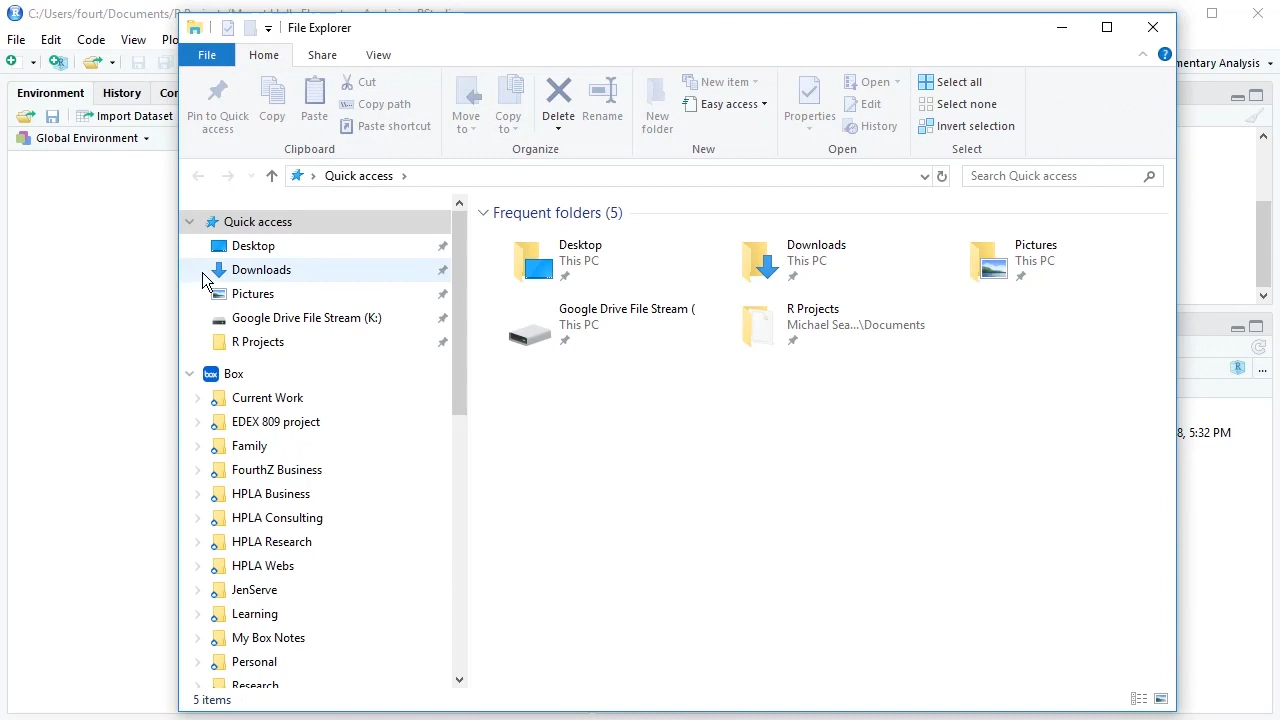 C:/Users/fourt/Documents/R
File Explorer
File Edit Code View Plo
File Home Share View
mentary Analysis
Environment History Con
Import Dataset
Global Environment
Pin to Quick access
Copy
Paste
Cut
Copy path
Paste shortcut
Clipboard
Move to
Copy to
Delete
Rename
Organize
New folder
New item
Easy access
New
Properties
Open
Edit
History
Open
Select all
Select none
Invert selection
Select
Quick access
Search Quick access
Quick access
Desktop
Downloads
Pictures
Google Drive File Stream (K:)
R Projects
Box
Current Work
EDEX 809 project
Family
FourthZ Business
HPLA Business
HPLA Consulting
HPLA Research
HPLA Webs
JenServe
Learning
My Box Notes
Personal
Research
Frequent folders (5)
Desktop
This PC
Downloads
This PC
Pictures
This PC
Google Drive File Stream (
This PC
R Projects
Michael Sea...\Documents
8, 5:32 PM
5 items